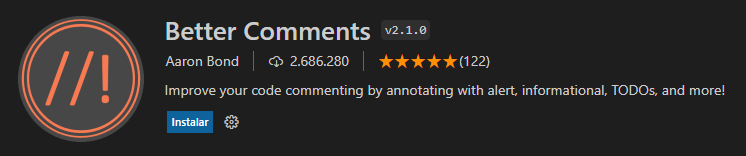 //!
Better Comments v2.1.0
Aaron Bond 2.686.280 ★★★★★(122)
Improve your code commenting by annotating with alert, informational, TODOs, and more!
Instalar